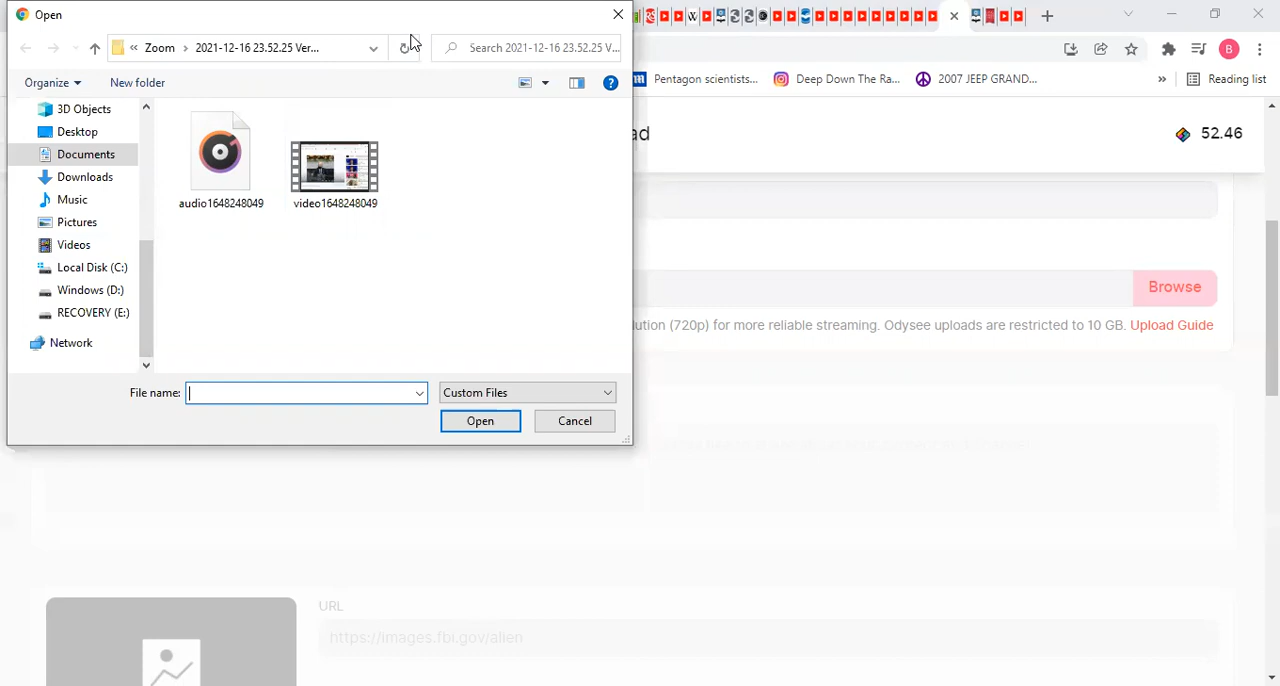 Open
« Zoom > 2021-12-16 23.52.25 Ver...
Search 2021-12-16 23.52.25 V...
Organize
New folder
3D Objects
Desktop
Documents
Downloads
Music
Pictures
Videos
Local Disk (C:)
Windows (D:)
RECOVERY (E:)
Network
audio1648248049
video1648248049
File name:
Custom Files
Open
Cancel
B
Pentagon scientists...
Deep Down The Ra...
2007 JEEP GRAND...
»
Reading list
ad
52.46
Browse
lution (720p) for more reliable streaming. Odysee uploads are restricted to 10 GB. Upload Guide
URL
https://images.fbi.gov/alien